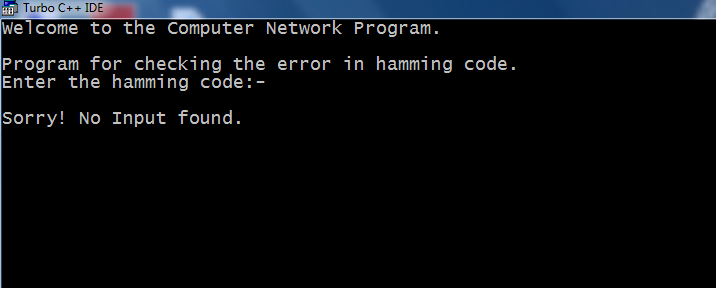 Turbo C++ IDE
Welcome to the Computer Network Program.
Program for checking the error in hamming code.
Enter the hamming code:-
Sorry! No Input found.